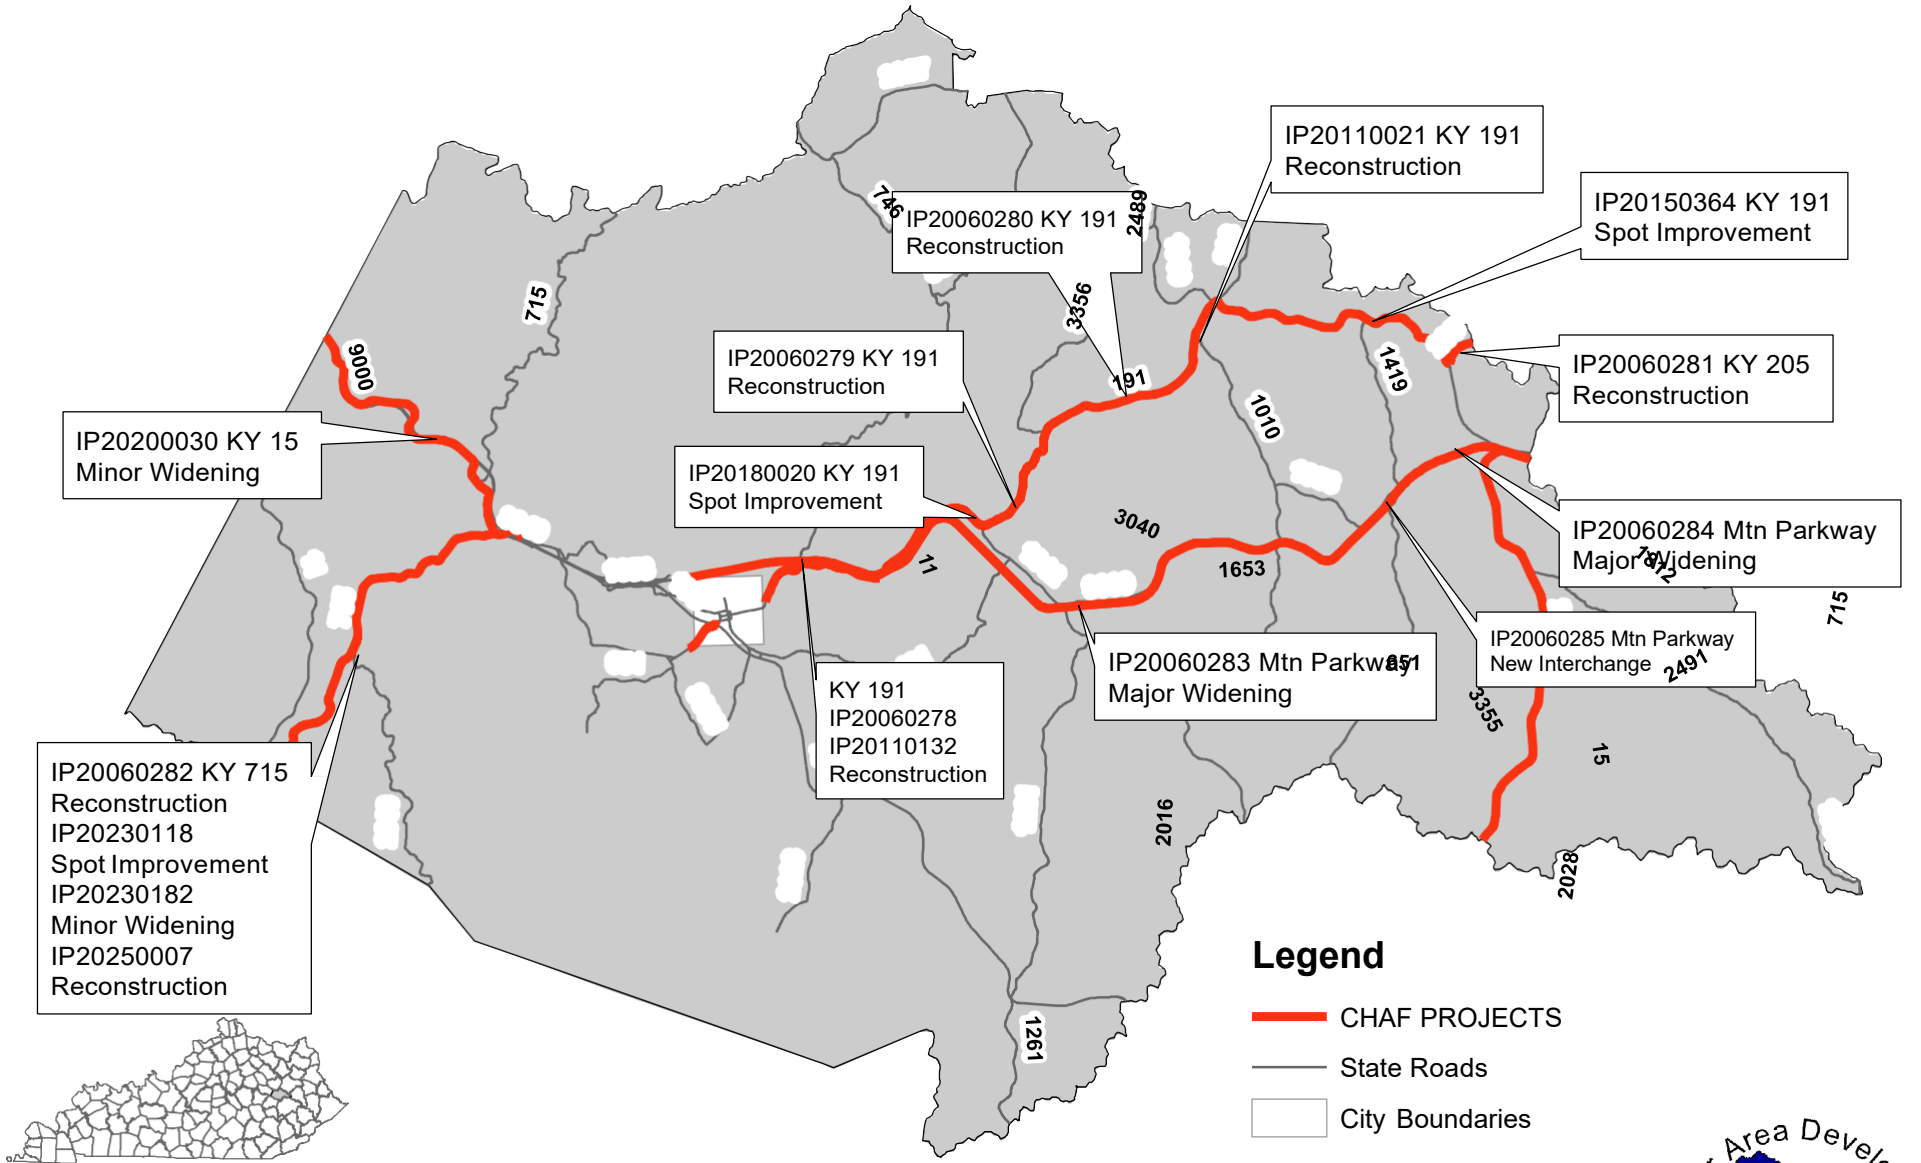 IP20110021 KY 191
Reconstruction
IP20150364 KY 191
Spot Improvement
746
IP20060280 KY 191
Reconstruction
2489
715
3356
IP20060279 KY 191
Reconstruction
191
1419
IP20060281 KY 205
Reconstruction
9000
1010
IP20200030 KY 15
Minor Widening
IP20180020 KY 191
Spot Improvement
3040
11
1653
IP20060284 Mtn Parkway
Major Widening
1812
715
IP20060285 Mtn Parkway
New Interchange
2491
IP20060283 Mtn Parkway
Major Widening
651
3355
KY 191
IP20060278
IP20110132
Reconstruction
15
IP20060282 KY 715
Reconstruction
IP20230118
Spot Improvement
IP20230182
Minor Widening
IP20250007
Reconstruction
2016
2028
1261
Legend
CHAF PROJECTS
State Roads
City Boundaries
Area Devel